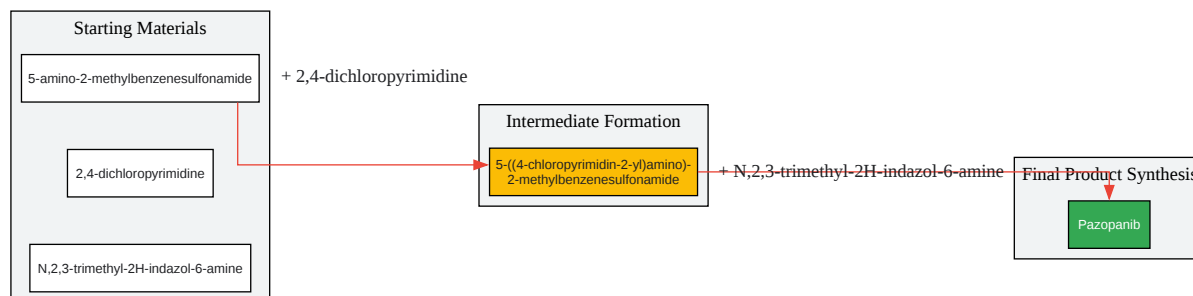 Starting Materials
5-amino-2-methylbenzenesulfonamide
+ 2,4-dichloropyrimidine
2,4-dichloropyrimidine
N,2,3-trimethyl-2H-indazol-6-amine
Intermediate Formation
5-((4-chloropyrimidin-2-yl)amino)-
2-methylbenzenesulfonamide
+ N,2,3-trimethyl-2H-indazol-6-amine
Final Product Synthesis
Pazopanib